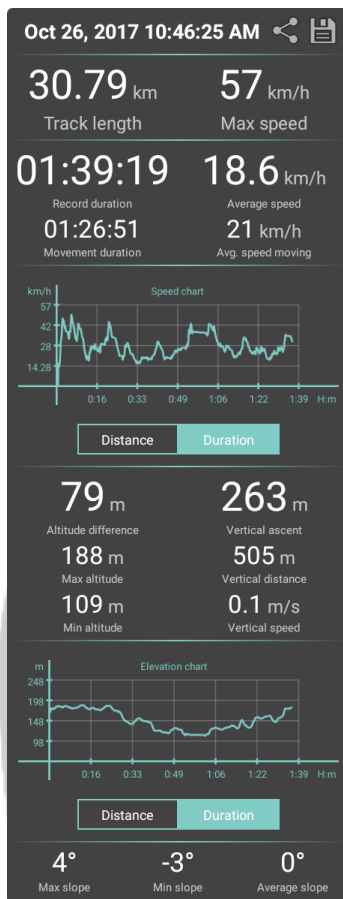 Oct 26, 2017 10:46:25 AM
30.79 km 57 km/h
Track length Max speed
01:39:19 18.6 km/h
Record duration Average speed
01:26:51 21 km/h
Movement duration Avg. speed moving
km/h Speed chart
57
42
28
14.28
0:16 0:33 0:49 1:06 1:22 1:39 H:m
Distance Duration
79 m 263 m
Altitude difference Vertical ascent
188 m 505 m
Max altitude Vertical distance
109 m 0.1 m/s
Min altitude Vertical speed
m Elevation chart
248
198
148
98
0:16 0:33 0:49 1:06 1:22 1:39 H:m
Distance Duration
4° -3° 0°
Max slope Min slope Average slope